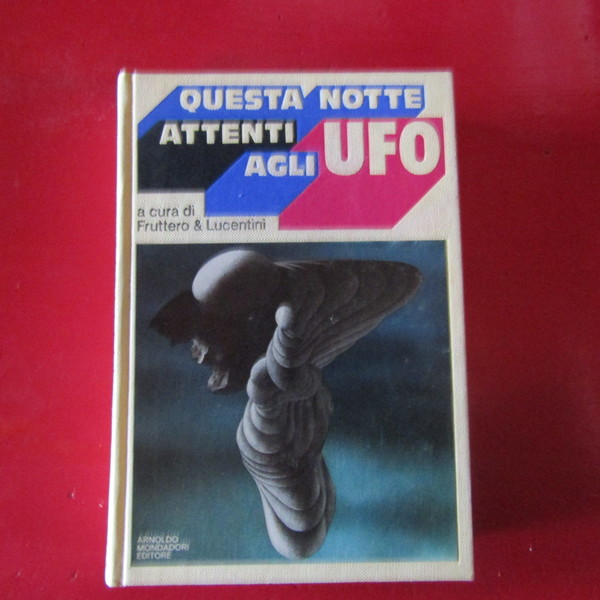 QUESTA NOTTE
ATTENTI
AGLI UFO
a cura di
Fruttero & Lucentini
ARNOLDO
MONDADORI
EDITORE